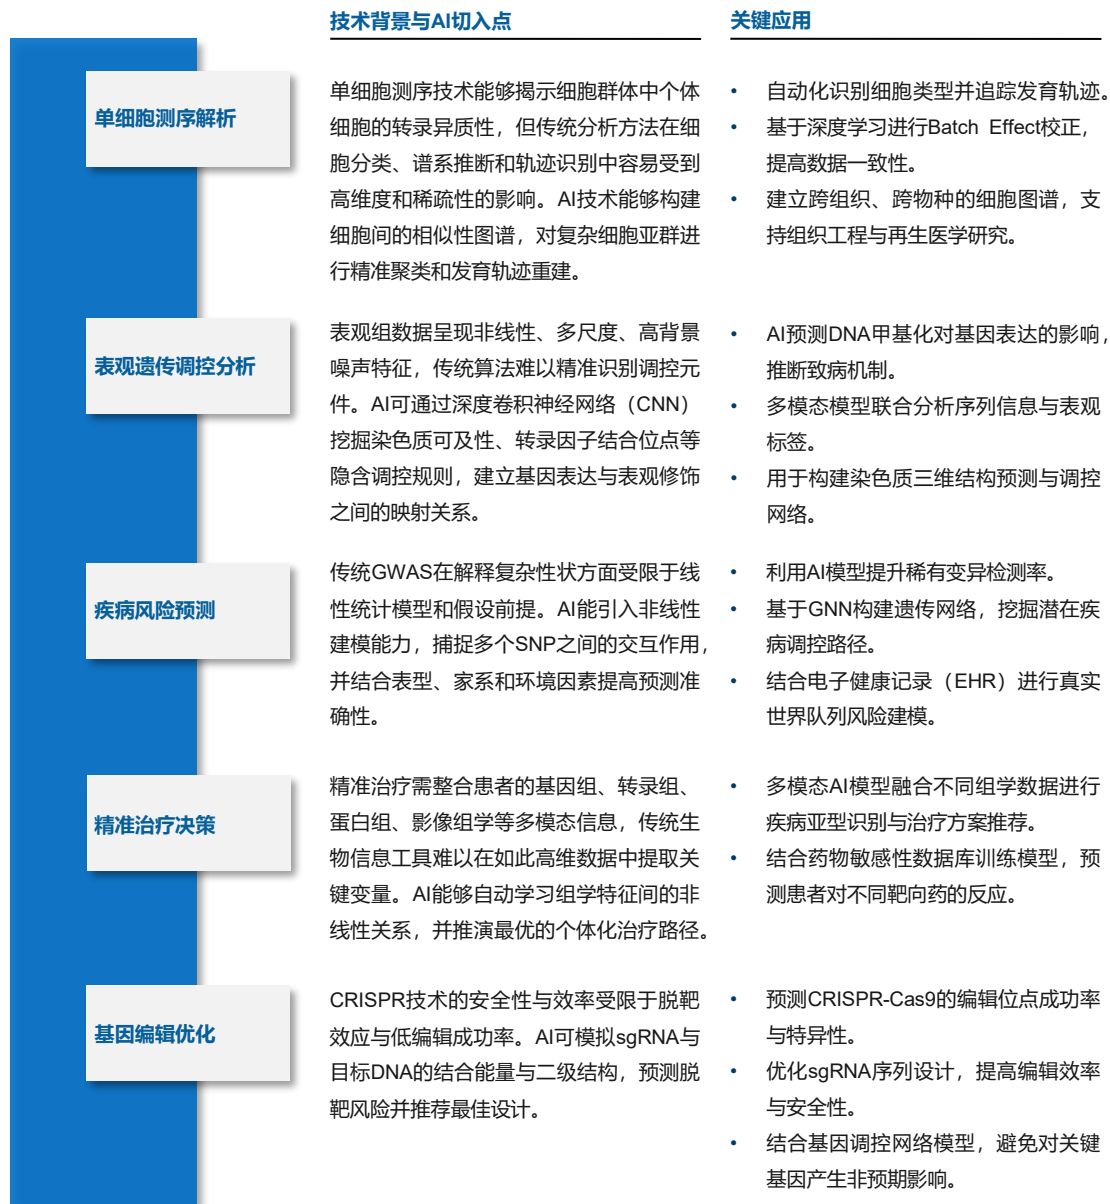 技术背景与AI切入点
关键应用
单细胞测序解析
单细胞测序技术能够揭示细胞群体中个体
细胞的转录异质性，但传统分析方法在细
胞分类、谱系推断和轨迹识别中容易受到
高维度和稀疏性的影响。AI技术能够构建
细胞间的相似性图谱，对复杂细胞亚群进
行精准聚类和发育轨迹重建。
• 自动化识别细胞类型并追踪发育轨迹。
• 基于深度学习进行Batch Effect校正，
提高数据一致性。
• 建立跨组织、跨物种的细胞图谱，支
持组织工程与再生医学研究。
表观遗传调控分析
表观组数据呈现非线性、多尺度、高背景
噪声特征，传统算法难以精准识别调控元
件。AI可通过深度卷积神经网络（CNN）
挖掘染色质可及性、转录因子结合位点等
隐含调控规则，建立基因表达与表观修饰
之间的映射关系。
• AI预测DNA甲基化对基因表达的影响，
推断致病机制。
• 多模态模型联合分析序列信息与表观
标签。
• 用于构建染色质三维结构预测与调控
网络。
疾病风险预测
传统GWAS在解释复杂性状方面受限于线
性统计模型和假设前提。AI能引入非线性
建模能力，捕捉多个SNP之间的交互作用，
并结合表型、家系和环境因素提高预测准
确性。
• 利用AI模型提升稀有变异检测率。
• 基于GNN构建遗传网络，挖掘潜在疾
病调控路径。
• 结合电子健康记录（EHR）进行真实
世界队列风险建模。
精准治疗决策
精准治疗需整合患者的基因组、转录组、
蛋白组、影像组学等多模态信息，传统生
物信息工具难以在如此高维数据中提取关
键变量。AI能够自动学习组学特征间的非
线性关系，并推演最优的个体化治疗路径。
• 多模态AI模型融合不同组学数据进行
疾病亚型识别与治疗方案推荐。
• 结合药物敏感性数据库训练模型，预
测患者对不同靶向药的反应。
基因编辑优化
CRISPR技术的安全性与效率受限于脱靶
效应与低编辑成功率。AI可模拟sgRNA与
目标DNA的结合能量与二级结构，预测脱
靶风险并推荐最佳设计。
• 预测CRISPR-Cas9的编辑位点成功率
与特异性。
• 优化sgRNA序列设计，提高编辑效率
与安全性。
• 结合基因调控网络模型，避免对关键
基因产生非预期影响。